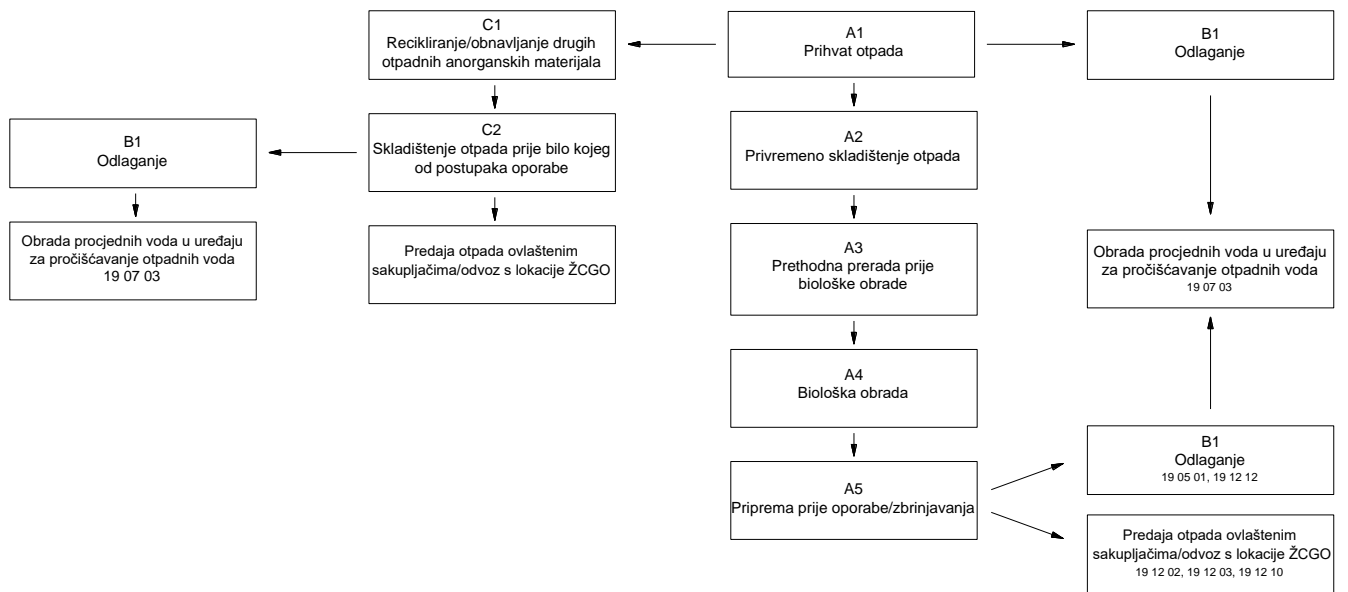 C1
Recikliranje/obnavljanje drugih
otpadnih anorganskih materijala
A1
Prihvat otpada
B1
Odlaganje
B1
Odlaganje
C2
Skladištenje otpada prije bilo kojeg
od postupaka oporabe
A2
Privremeno skladištenje otpada
Obrada procjednih voda u uređaju
za pročišćavanje otpadnih voda
19 07 03
Predaja otpada ovlaštenim
sakupljačima/odvoz s lokacije ŽCGO
A3
Prethodna prerada prije
biološke obrade
Obrada procjednih voda u uređaju
za pročišćavanje otpadnih voda
19 07 03
A4
Biološka obrada
A5
Priprema prije oporabe/zbrinjavanja
B1
Odlaganje
19 05 01, 19 12 12
Predaja otpada ovlaštenim
sakupljačima/odvoz s lokacije ŽCGO
19 12 02, 19 12 03, 19 12 10